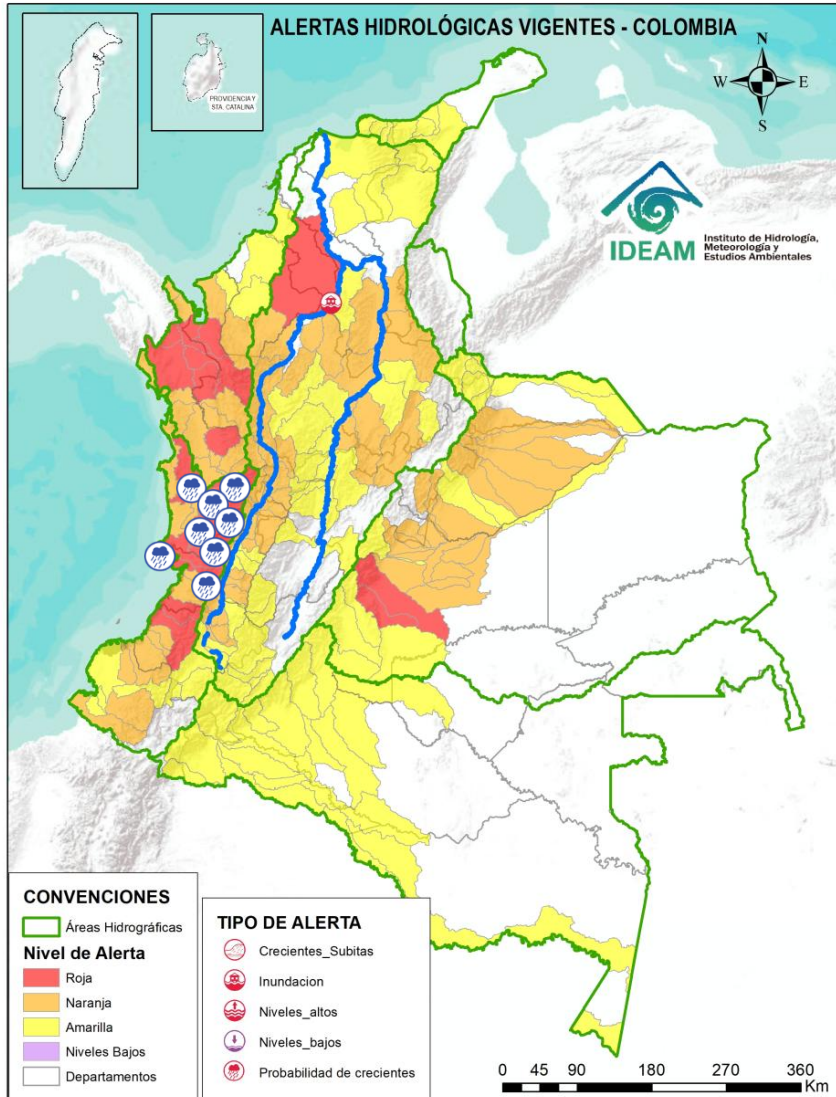 ALERTAS HIDROLÓGICAS VIGENTES - COLOMBIA
PROVIDENCIA Y
STA. CATALINA
N
W
E
S
IDEAM
Instituto de Hidrología,
Meteorología y
Estudios Ambientales
CONVENCIONES
Áreas Hidrográficas
Nivel de Alerta
Roja
Naranja
Amarilla
Niveles Bajos
Departamentos
TIPO DE ALERTA
Crecientes_Subitas
Inundacion
Niveles_altos
Niveles_bajos
Probabilidad de crecientes
0 45 90 180 270 360
Km